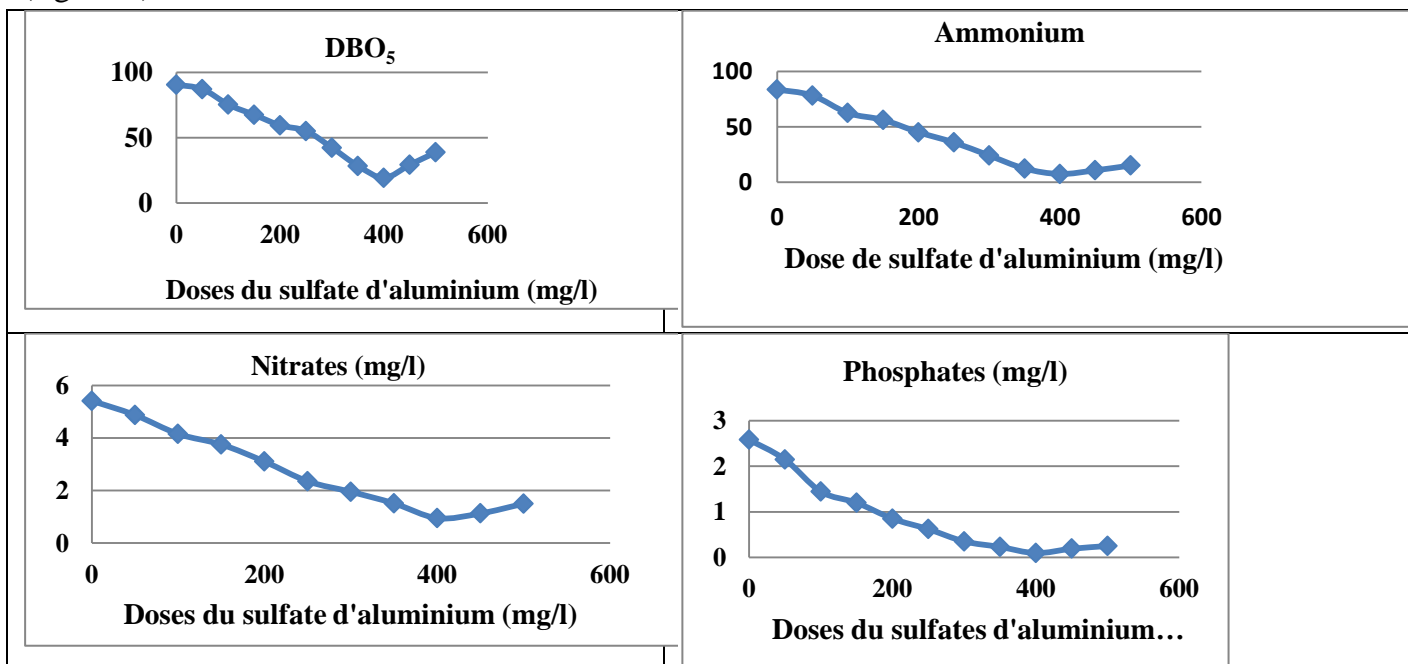 DBO5
100
50
0
0 200 400 600
Doses du sulfate d'aluminium (mg/l)
Ammonium
100
50
0
0 200 400 600
Dose de sulfate d'aluminium (mg/l)
Nitrates (mg/l)
6
4
2
0
0 200 400 600
Doses du sulfate d'aluminium (mg/l)
Phosphates (mg/l)
3
2
1
0
0 200 400 600
Doses du sulfates d'aluminium…